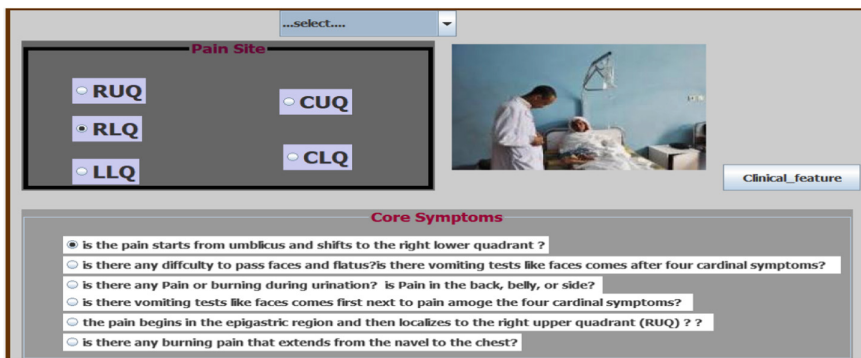 ...select....
Pain Site
RUQ
CUQ
RLQ
CLQ
LLQ
Clinical_feature
Core Symptoms
is the pain starts from umblicus and shifts to the right lower quadrant ?
is there any diffculty to pass faces and flatus?is there vomiting tests like faces comes after four cardinal symptoms?
is there any Pain or burning during urination? is Pain in the back, belly, or side?
is there vomiting tests like faces comes first next to pain amoge the four cardinal symptoms?
the pain begins in the epigastric region and then localizes to the right upper quadrant (RUQ) ? ?
is there any burning pain that extends from the navel to the chest?